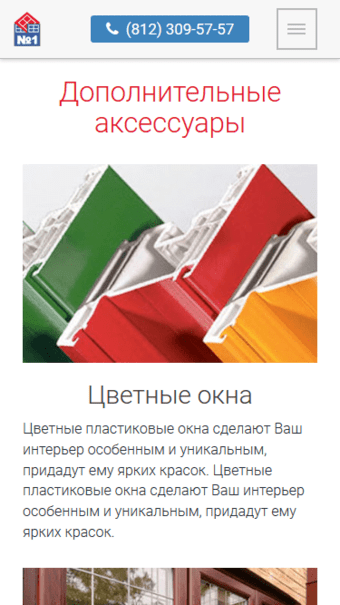 №1
(812) 309-57-57
Дополнительные
аксессуары
Цветные окна
Цветные пластиковые окна сделают Ваш
интерьер особенным и уникальным,
придадут ему ярких красок. Цветные
пластиковые окна сделают Ваш интерьер
особенным и уникальным, придадут ему
ярких красок.